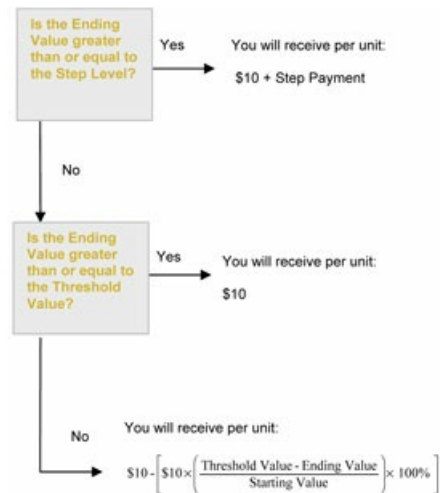 Is the Ending
Value greater
than or equal to
the Step Level?
Yes
You will receive per unit:
$10 + Step Payment
No
Is the Ending
Value greater
than or equal to
the Threshold
Value?
Yes
You will receive per unit:
$10
No
You will receive per unit:
$10 - [ $10 × ( Threshold Value - Ending Value / Starting Value ) × 100% ]